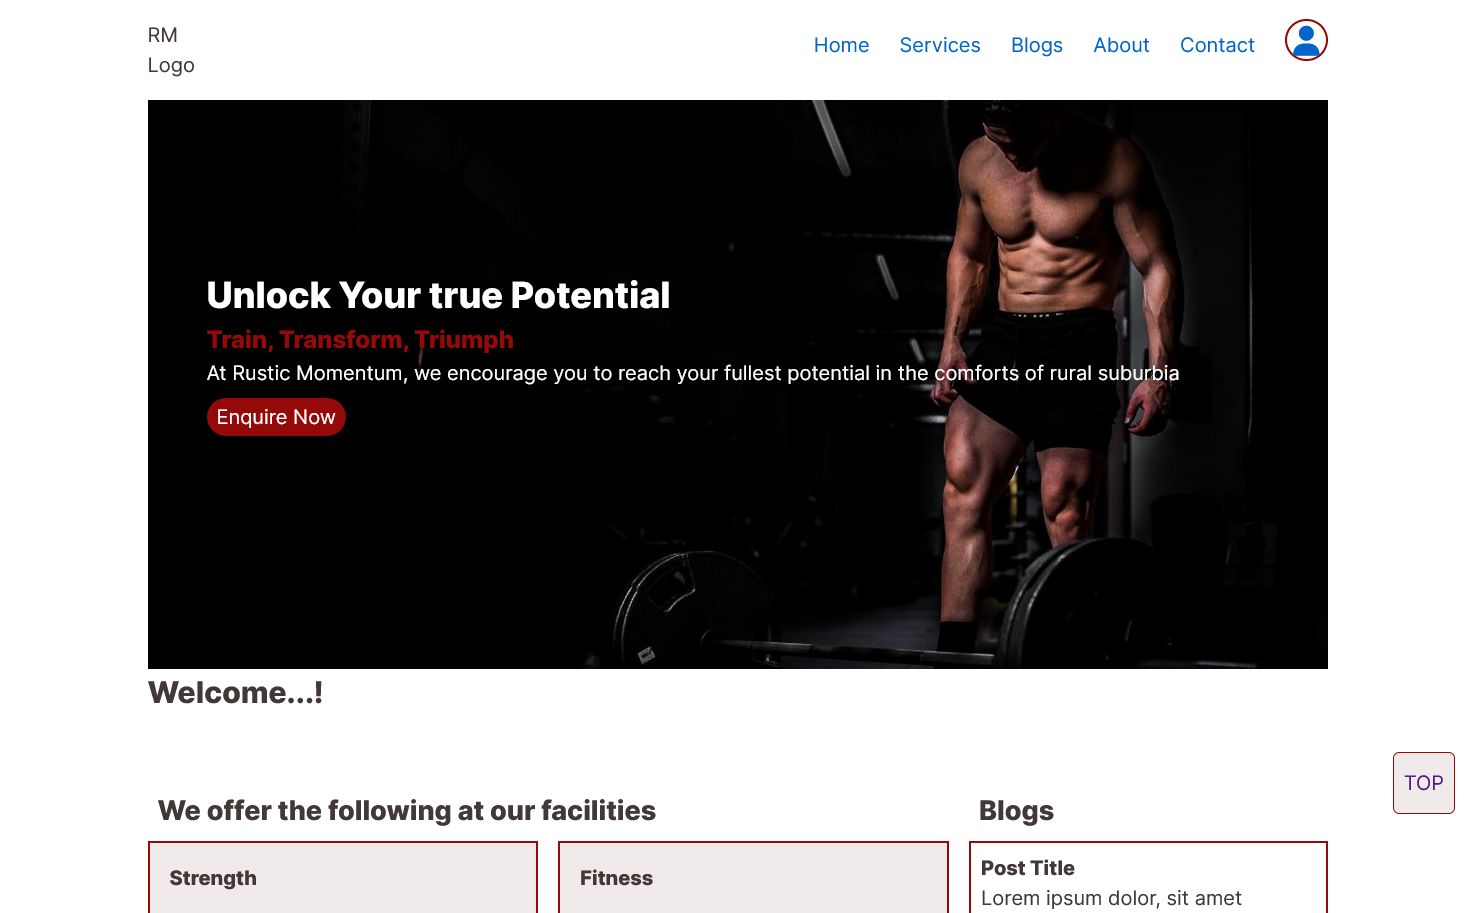 RM
Logo
Home Services Blogs About Contact
Unlock Your true Potential
Train, Transform, Triumph
At Rustic Momentum, we encourage you to reach your fullest potential in the comforts of rural suburbia
Enquire Now
Welcome...!
TOP
We offer the following at our facilities
Strength
Fitness
Blogs
Post Title
Lorem ipsum dolor, sit amet